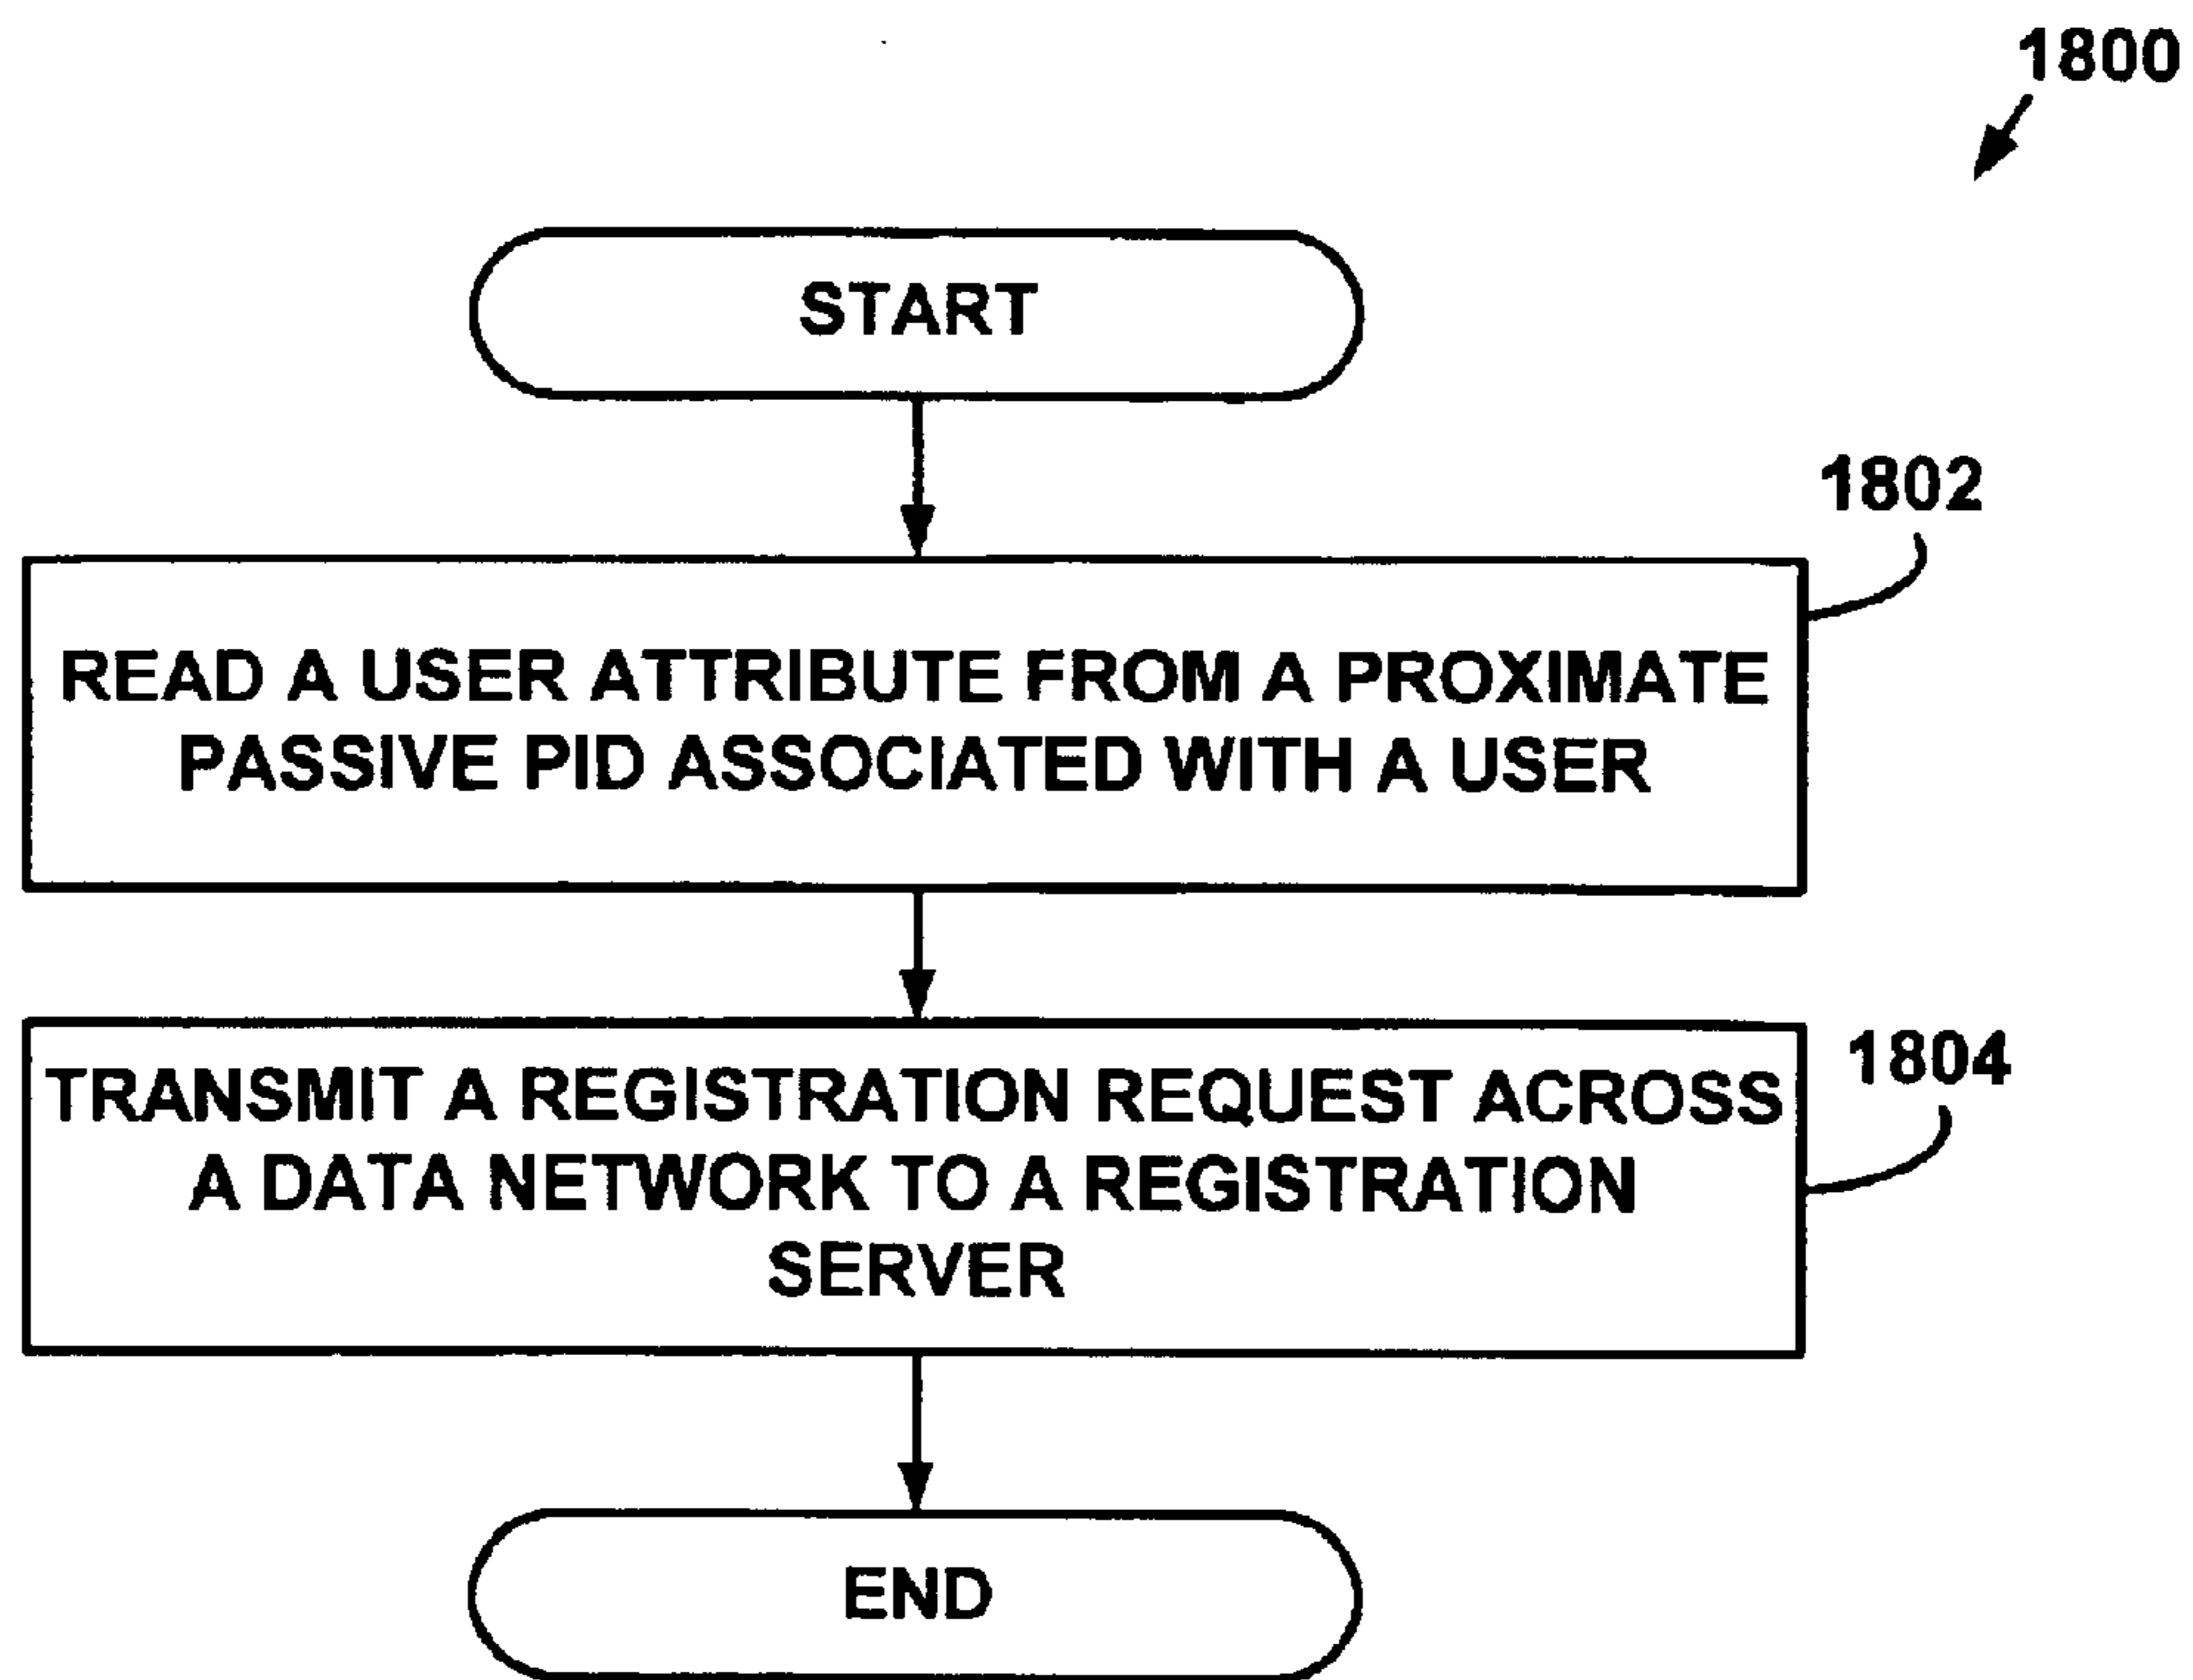 1800
START
1802
READ A USER ATTRIBUTE FROM A PROXIMATE
PASSIVE PID ASSOCIATED WITH A USER
1804
TRANSMIT A REGISTRATION REQUEST ACROSS
A DATA NETWORK TO A REGISTRATION
SERVER
END